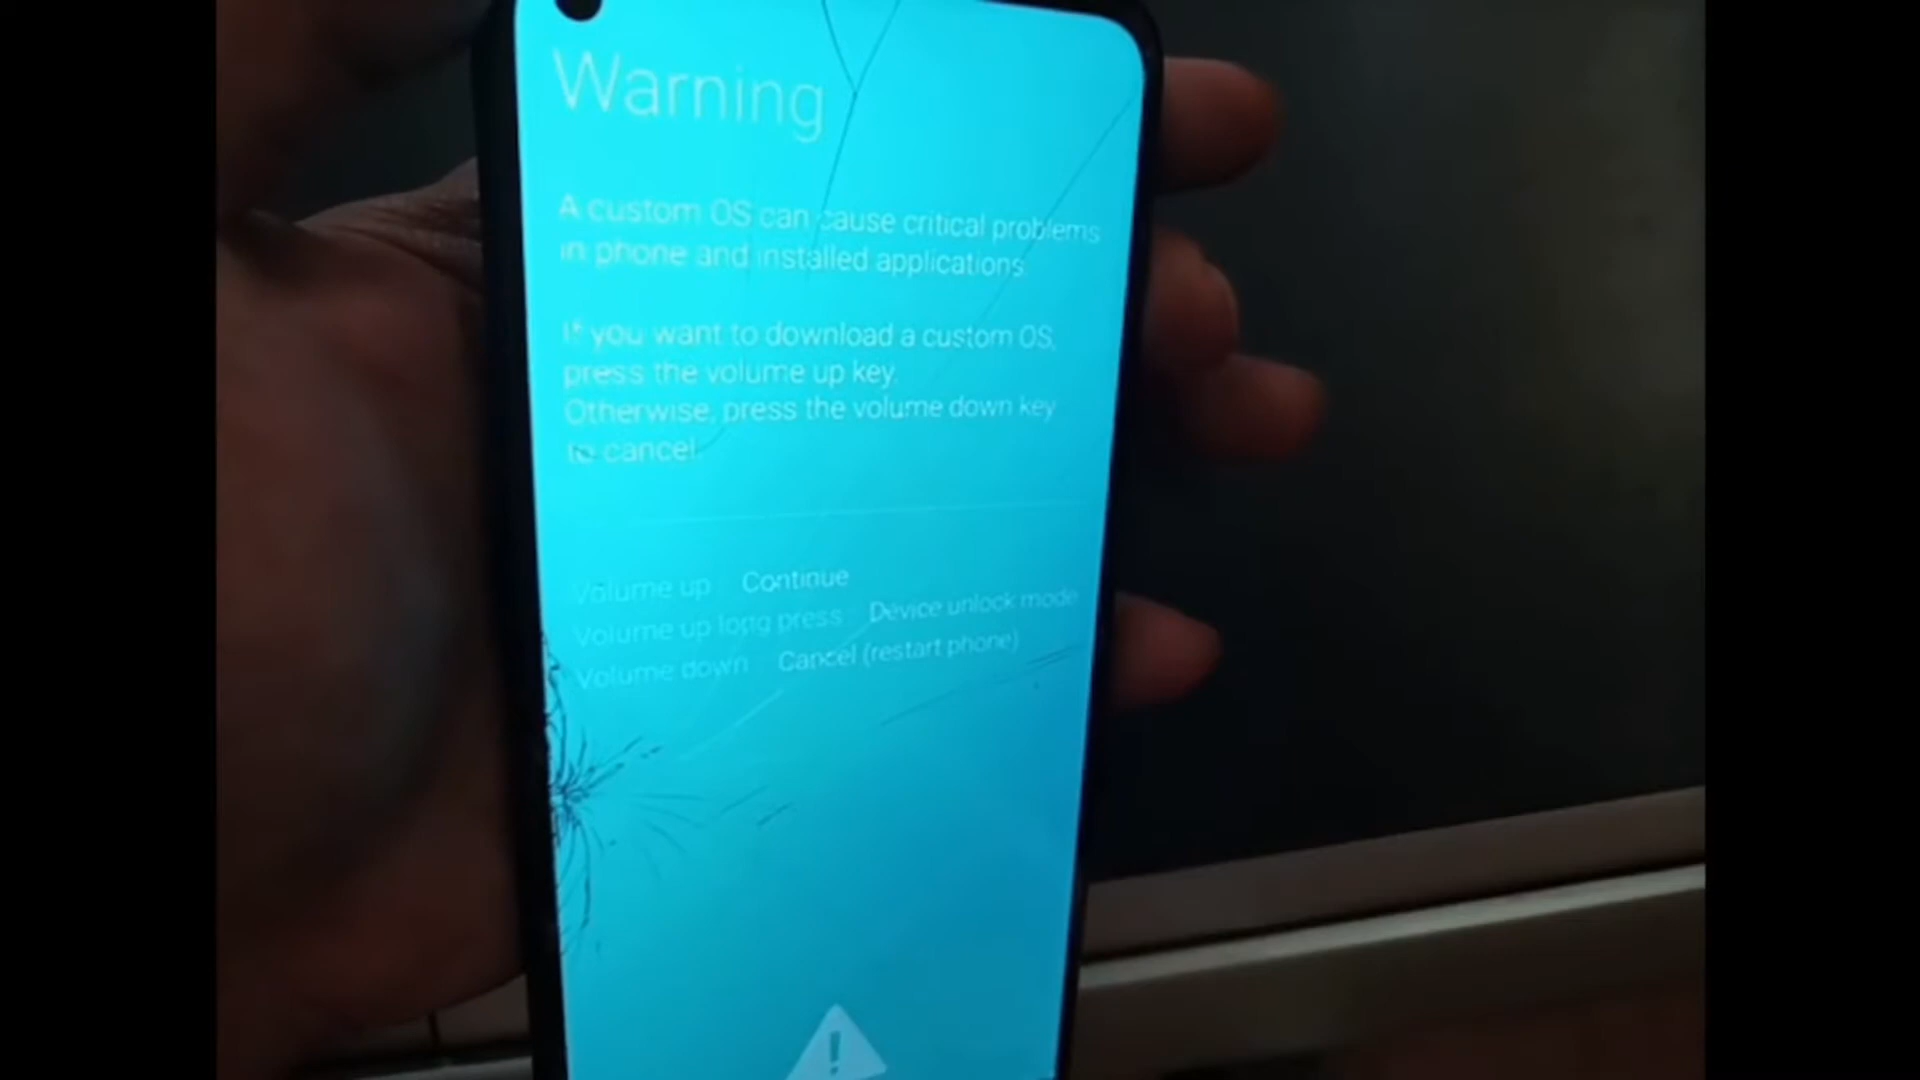 Warning
A custom OS can cause critical problems
in phone and installed applications.
If you want to download a custom OS,
press the volume up key.
Otherwise, press the volume down key
to cancel.
Volume up Continue
Volume up long press Device unlock mode
Volume down Cancel (restart phone)